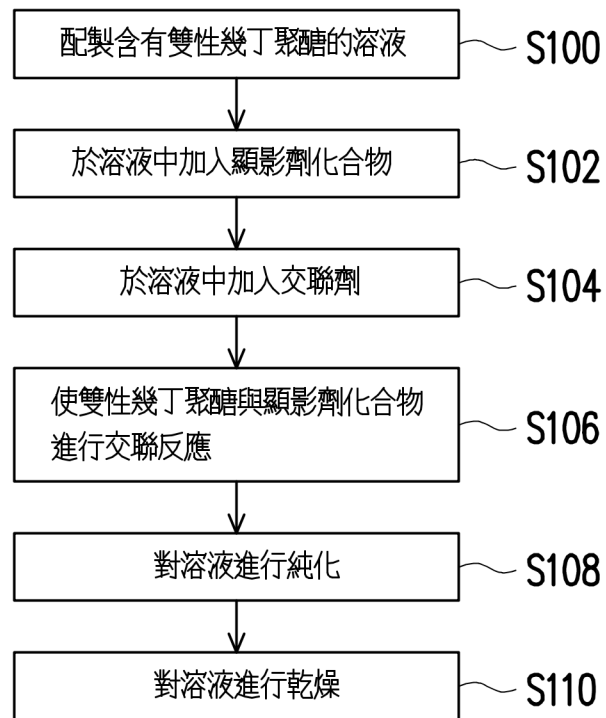 配製含有雙性幾丁聚醣的溶液
S100
於溶液中加入顯影劑化合物
S102
於溶液中加入交聯劑
S104
使雙性幾丁聚醣與顯影劑化合物
進行交聯反應
S106
對溶液進行純化
S108
對溶液進行乾燥
S110